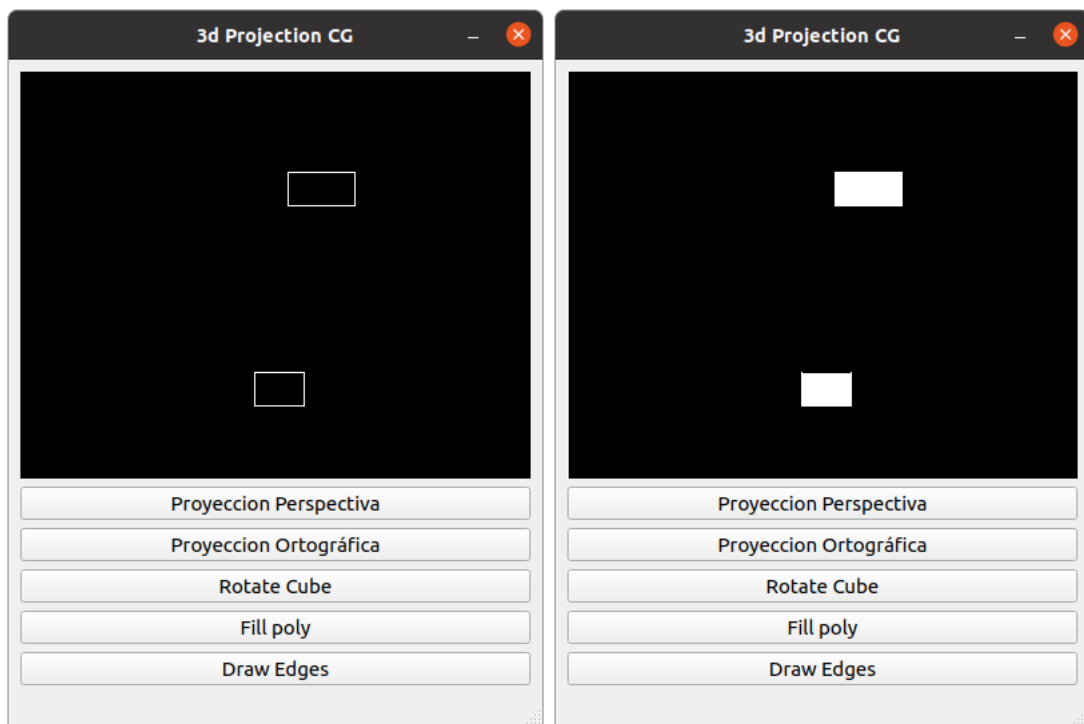 3d Projection CG
Proyeccion Perspectiva
Proyeccion Ortográfica
Rotate Cube
Fill poly
Draw Edges
3d Projection CG
Proyeccion Perspectiva
Proyeccion Ortográfica
Rotate Cube
Fill poly
Draw Edges